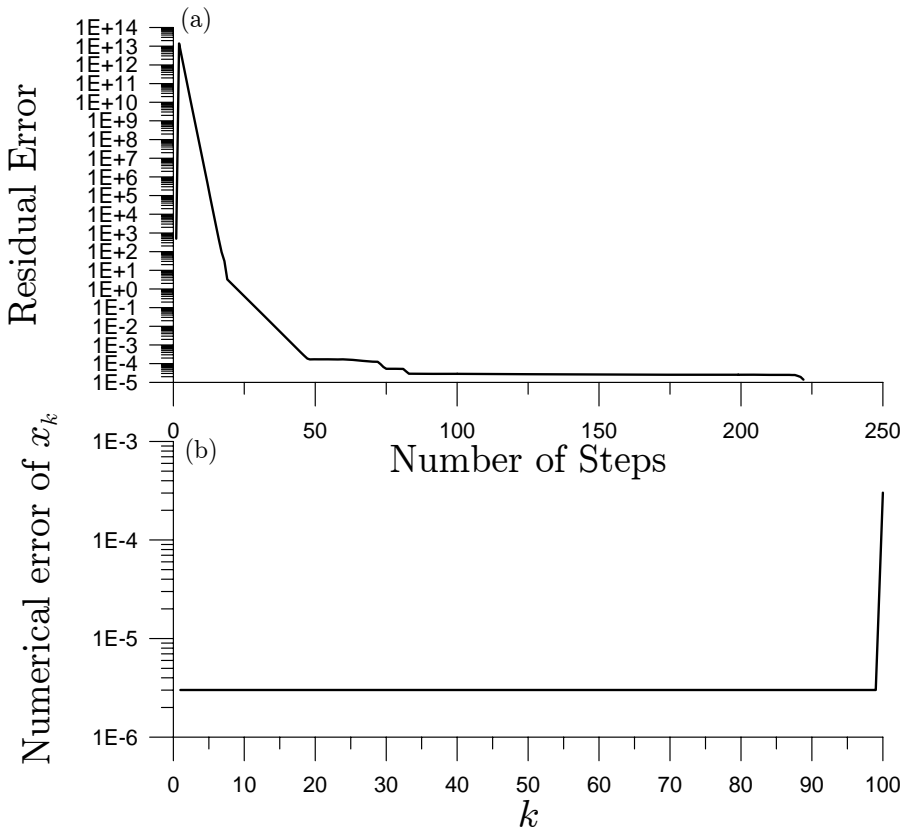 (a)
1E+14
1E+13
1E+12
1E+11
1E+10
1E+9
1E+8
1E+7
1E+6
1E+5
1E+4
1E+3
1E+2
1E+1
1E+0
1E-1
1E-2
1E-3
1E-4
1E-5
Residual Error
0 50 100 150 200 250
Number of Steps
(b)
1E-3
1E-4
1E-5
1E-6
Numerical error of x_k
0 10 20 30 40 50 60 70 80 90 100
k